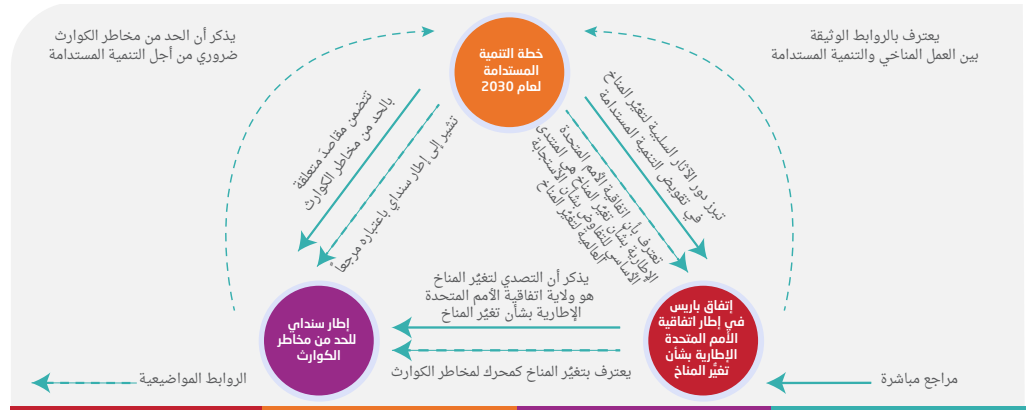 يعترف بالروابط الوثيقة
بين العمل المناخي والتنمية المستدامة
خطة التنمية
المستدامة
لعام 2030
يذكر أن الحد من مخاطر الكوارث
ضروري من أجل التنمية المستدامة
تبرز دور الآثار السلبية لتغيُر المناخ
في تقويض التنمية المستدامة
تعترف بأن اتفاقية الأمم المتحدة
الإطارية بشأن تغيُر المناخ هي المنتدى
الأساسي للتفاوض بشأن الاستجابة
العالمية لتغيُر المناخ
تتضمن مقاصدَ متعلقة
بالحد من مخاطر الكوارث
تشير إلى إطار سنداي باعتباره مرجعاً
يذكر أن التصدي لتغيُر المناخ
هو ولاية اتفاقية الأمم المتحدة
الإطارية بشأن تغيُر المناخ
إتفاق باريس
في إطار اتفاقية
الأمم المتحدة
الإطارية بشأن
تغيُر المناخ
إطار سنداي
للحد من مخاطر
الكوارث
يعترف بتغيُر المناخ كمحرك لمخاطر الكوارث
مراجع مباشرة
الروابط المواضيعية